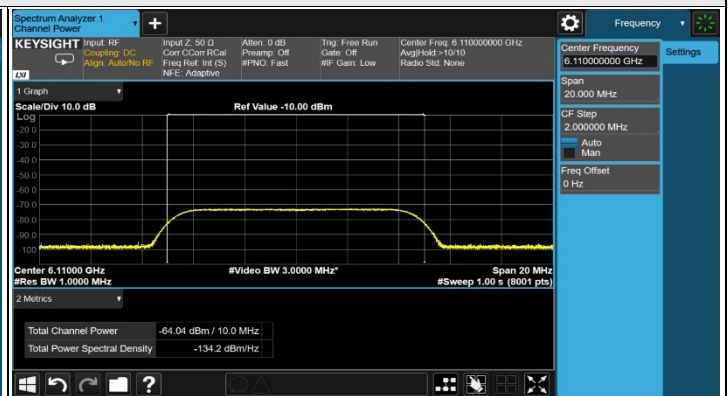 Spectrum Analyzer 1
Channel Power
Frequency
KEYSIGHT
LXI
Input: RF
Coupling: DC
Align: Auto/No RF
Input Z: 50 Ω
Corr CCorr RCal
Freq Ref: Int (S)
NFE: Adaptive
Atten: 0 dB
Preamp: Off
#PNO: Fast
Trig: Free Run
Gate: Off
#IF Gain: Low
Center Freq: 6.110000000 GHz
Avg|Hold:>10/10
Radio Std: None
Center Frequency
6.110000000 GHz
Settings
Span
20.000 MHz
CF Step
2.000000 MHz
Auto
Man
Freq Offset
0 Hz
1 Graph
Scale/Div 10.0 dB
Ref Value -10.00 dBm
Log
-20.0
-30.0
-40.0
-50.0
-60.0
-70.0
-80.0
-90.0
-100
Center 6.11000 GHz
#Video BW 3.0000 MHz*
Span 20 MHz
#Res BW 1.0000 MHz
#Sweep 1.00 s (8001 pts)
2 Metrics
Total Channel Power -64.04 dBm / 10.0 MHz
Total Power Spectral Density -134.2 dBm/Hz
?